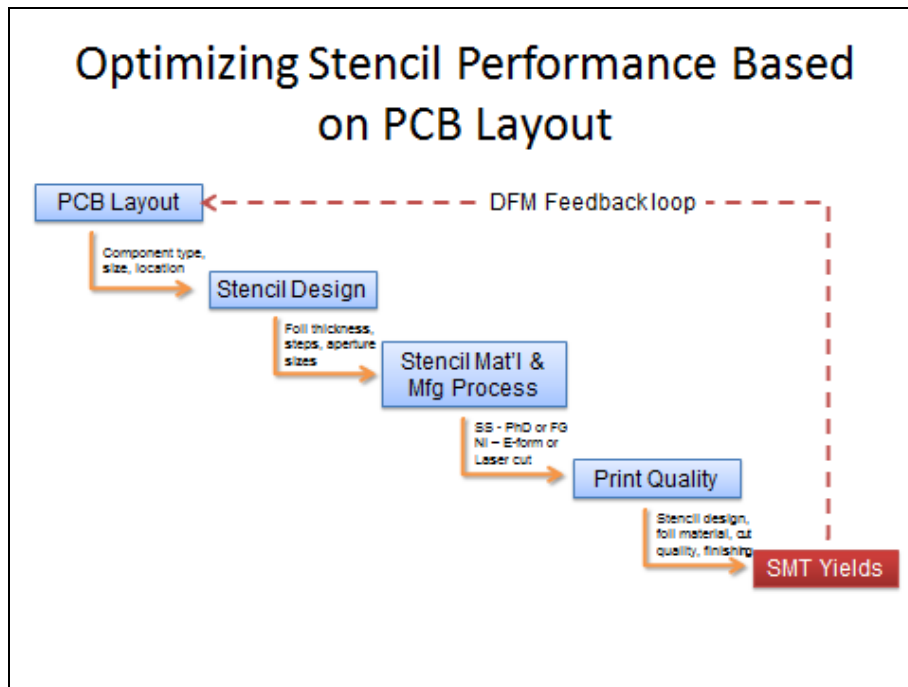 Optimizing Stencil Performance Based
on PCB Layout
PCB Layout
DFM Feedback loop
Component type,
size, location
Stencil Design
Foil thickness,
steps, aperture
sizes
Stencil Mat'l &
Mfg Process
SS - PhD or FG
Ni – E-form or
Laser cut
Print Quality
Stencil design,
foil material, cut
quality, finishing
SMT Yields